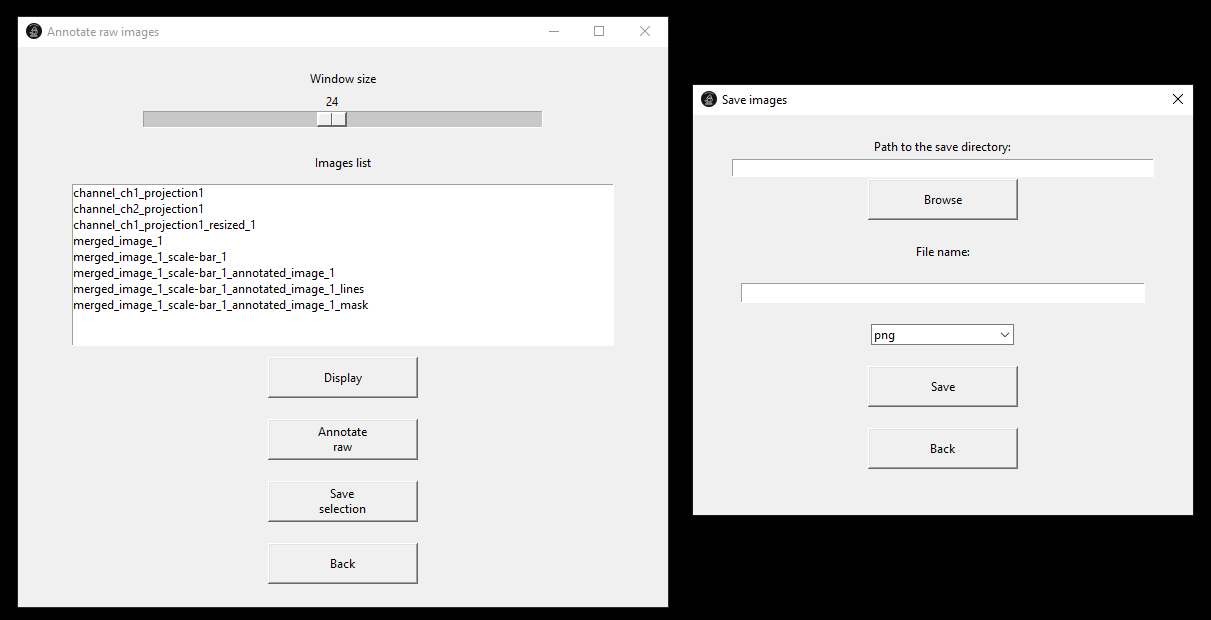 Annotate raw images
Window size
24
Images list
channel_ch1_projection1
channel_ch2_projection1
channel_ch1_projection1_resized_1
merged_image_1
merged_image_1_scale-bar_1
merged_image_1_scale-bar_1_annotated_image_1
merged_image_1_scale-bar_1_annotated_image_1_lines
merged_image_1_scale-bar_1_annotated_image_1_mask
Display
Annotate
raw
Save
selection
Back
Save images
Path to the save directory:
Browse
File name:
png
Save
Back